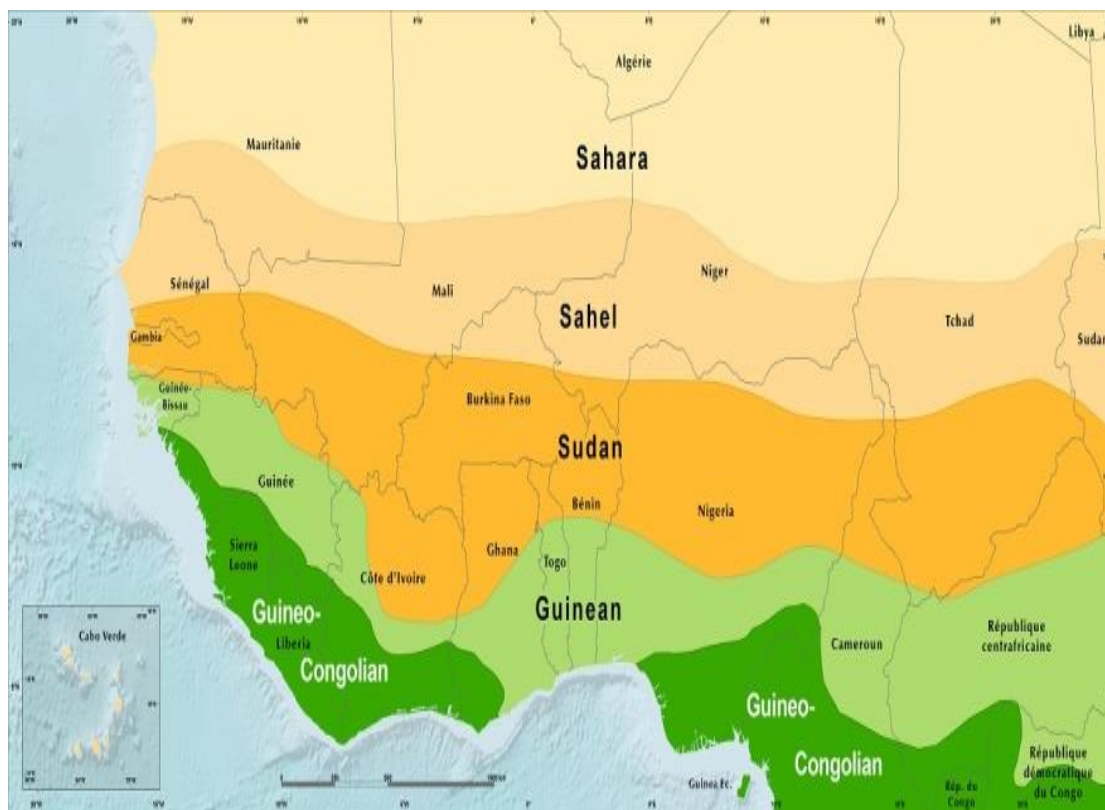 Libya
Algérie
Mauritanie
Sahara
Niger
Sénégal
Mali
Sahel
Tchad
Sudan
Gambia
Guinée-
Bissau
Burkina Faso
Sudan
Guinée
Bénin
Nigeria
Ghana
Togo
Sierra
Leone
Côte d'Ivoire
Guineo-
Congolian
Liberia
Guinean
Cameroun
République
centrafricaine
Cabo Verde
Guineo-
Congolian
Guinea Éc.
Rép. du
Congo
République
démocratique
du Congo